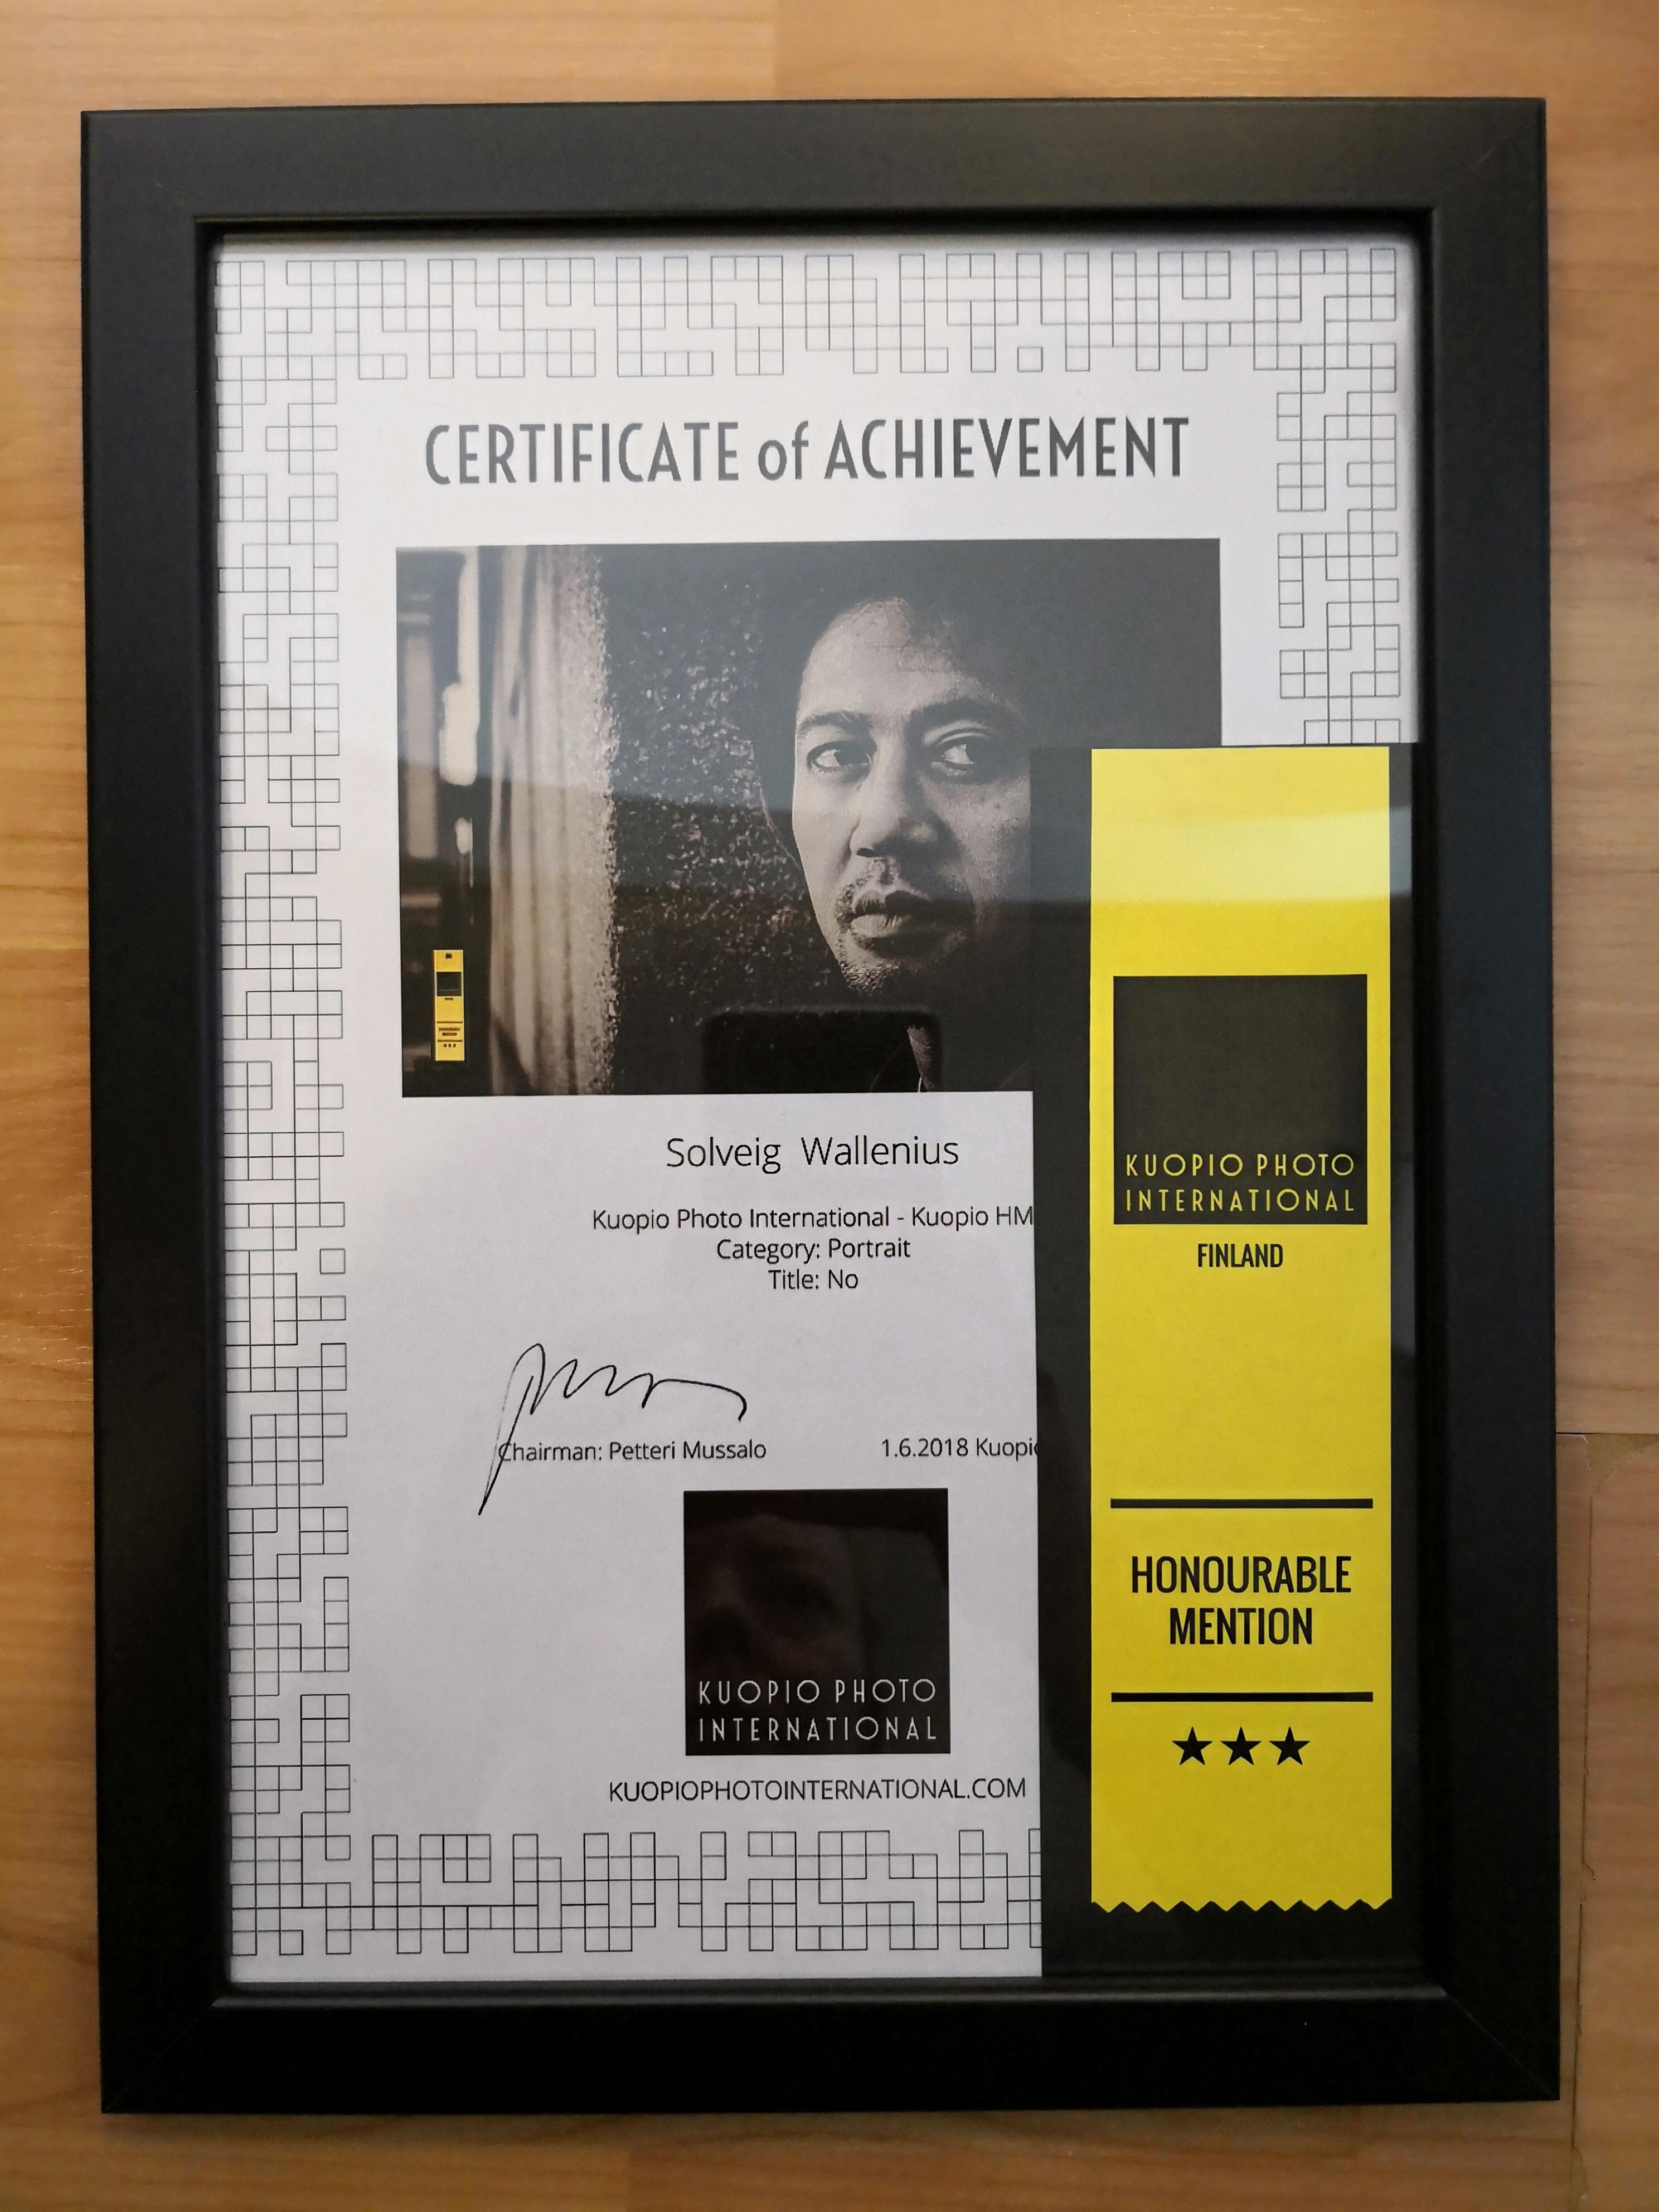 CERTIFICATE of ACHIEVEMENT
Solveig Wallenius
Kuopio Photo International - Kuopio HM
Category: Portrait
Title: No
Chairman: Petteri Mussalo
1.6.2018 Kuopio
KUOPIO PHOTO
INTERNATIONAL
KUOPIOPHOTOINTERNATIONAL.COM
KUOPIO PHOTO
INTERNATIONAL
FINLAND
HONOURABLE
MENTION